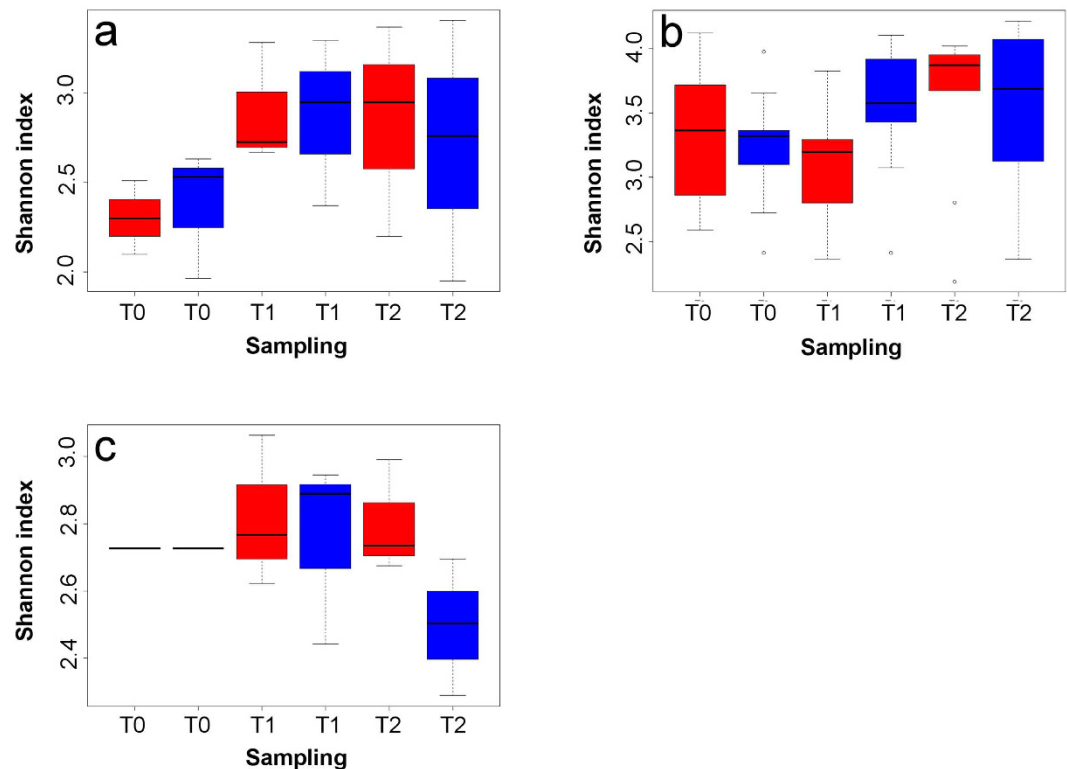 a
Shannon index
3.0
2.5
2.0
T0 T0 T1 T1 T2 T2
Sampling
b
Shannon index
4.0
3.5
3.0
2.5
T0 T0 T1 T1 T2 T2
Sampling
c
Shannon index
3.0
2.8
2.6
2.4
T0 T0 T1 T1 T2 T2
Sampling